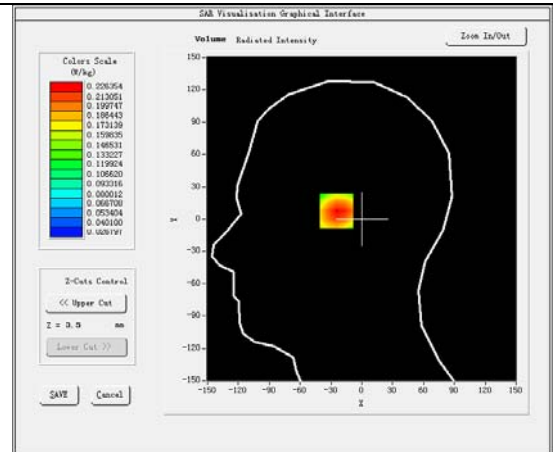 SAR Visualisation Graphical Interface
Volume Radiated Intensity
Zoom In/Out
Colors Scale
(W/kg)
0.226354
0.213051
0.199747
0.186443
0.173139
0.159835
0.146531
0.133227
0.119924
0.106620
0.093316
0.080012
0.066708
0.053404
0.040100
150
120
90
60
30
0
-30
-60
-90
-120
-150
Y
-150 -120 -90 -60 -30 0 30 60 90 120 150
X
Z-Cuts Control
<< Upper Cut
Z = 3.5 mm
Lower Cut >>
SAVE Cancel